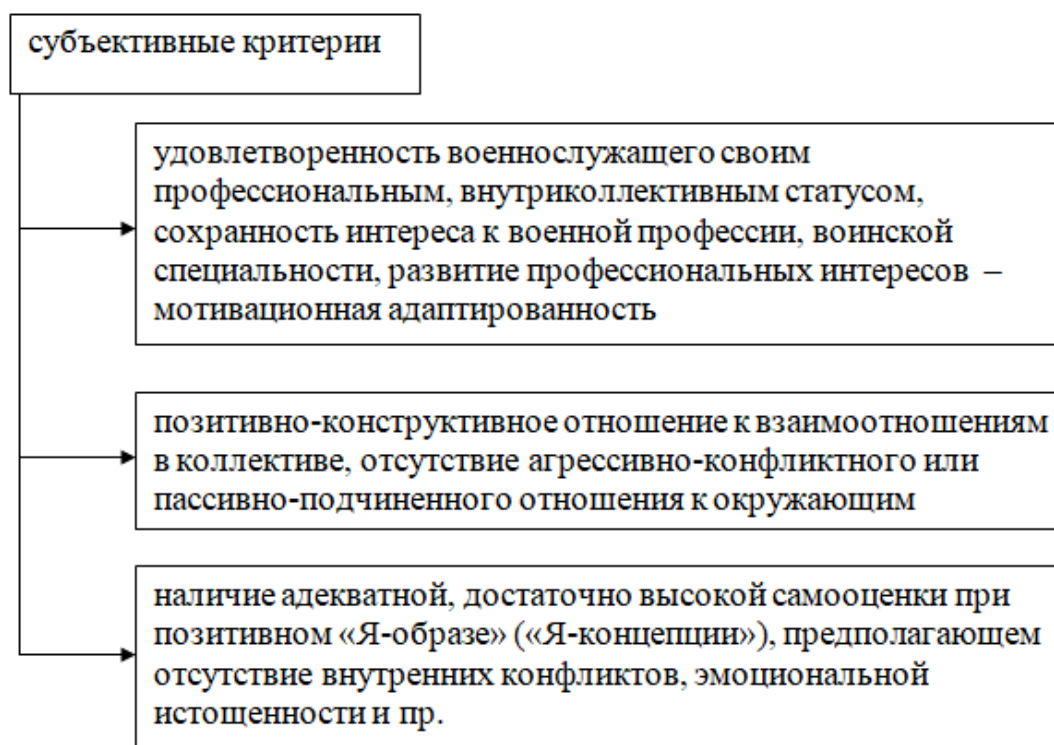 субъективные критерии
удовлетворенность военнослужащего своим
профессиональным, внутриколлективным статусом,
сохранность интереса к военной профессии, воинской
специальности, развитие профессиональных интересов –
мотивационная адаптированность
позитивно-конструктивное отношение к взаимоотношениям
в коллективе, отсутствие агрессивно-конфликтного или
пассивно-подчиненного отношения к окружающим
наличие адекватной, достаточно высокой самооценки при
позитивном «Я-образе» («Я-концепции»), предполагающем
отсутствие внутренних конфликтов, эмоциональной
истощенности и пр.